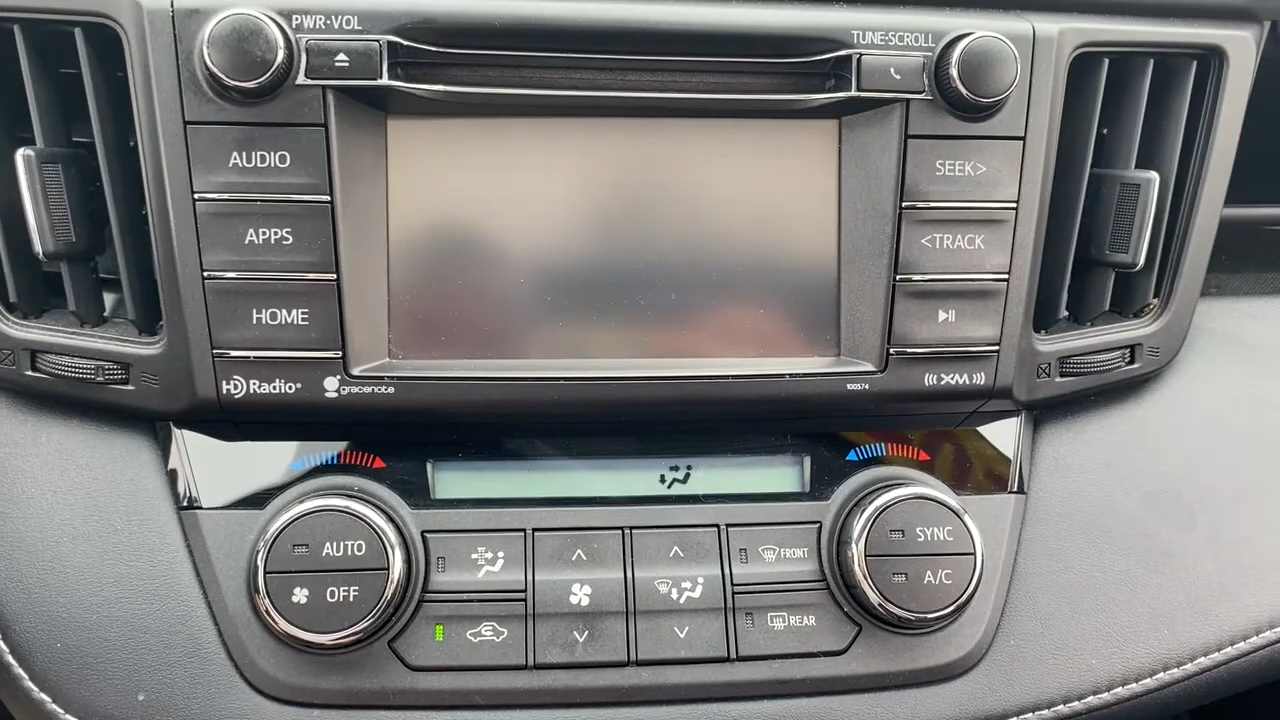 PWR·VOL
TUNE·SCROLL
AUDIO
SEEK>
APPS
<TRACK
HOME
HD Radio®
gracenote
100574
((( XM )))
AUTO
OFF
FRONT
REAR
SYNC
A/C